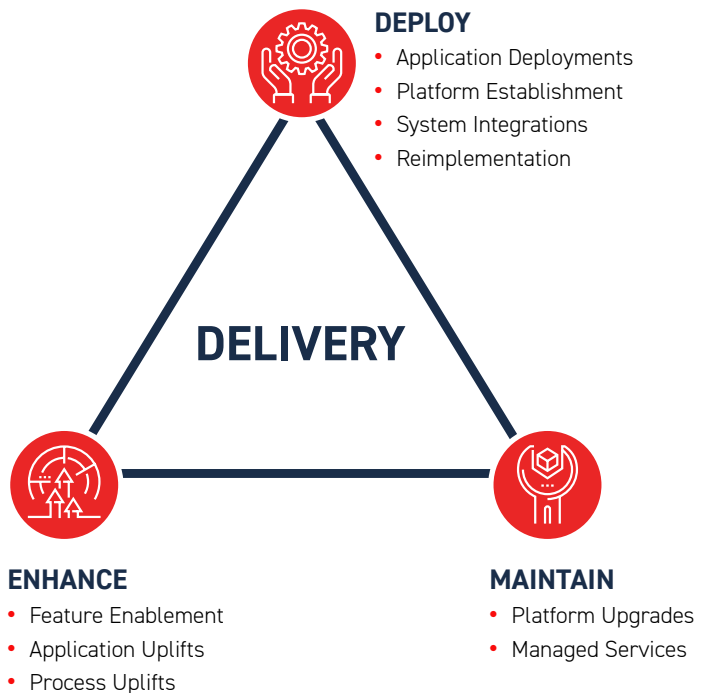 DEPLOY
• Application Deployments
• Platform Establishment
• System Integrations
• Reimplementation
DELIVERY
ENHANCE
• Feature Enablement
• Application Uplifts
• Process Uplifts
MAINTAIN
• Platform Upgrades
• Managed Services